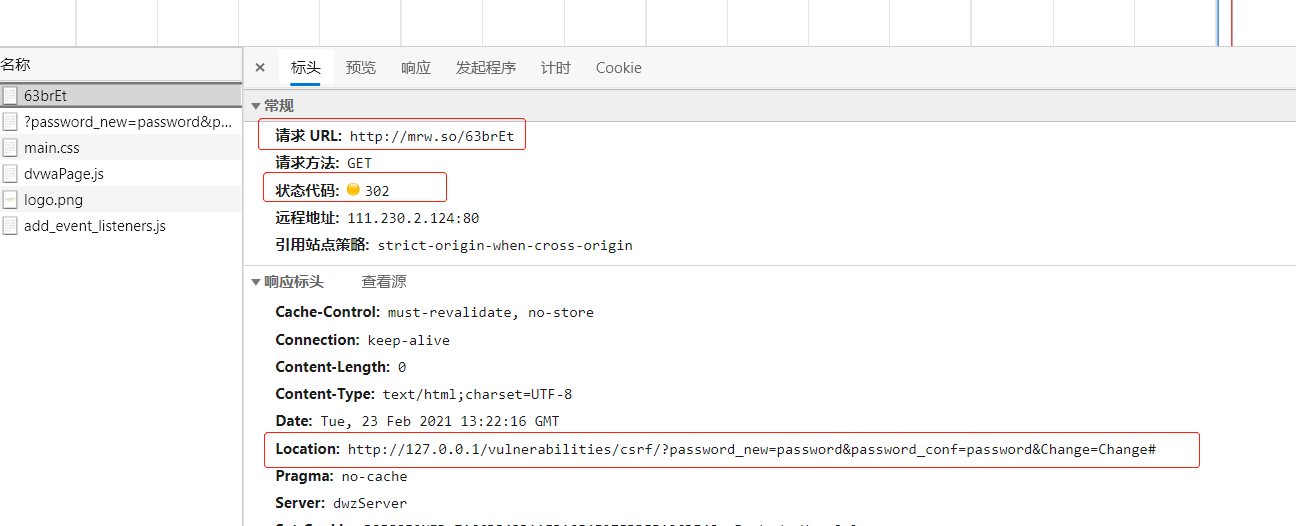 名称
63brEt
?password_new=password&p...
main.css
dvwaPage.js
logo.png
add_event_listeners.js
× 标头 预览 响应 发起程序 计时 Cookie
常规
请求 URL: http://mrw.so/63brEt
请求方法: GET
状态代码: 302
远程地址: 111.230.2.124:80
引用站点策略: strict-origin-when-cross-origin
响应标头 查看源
Cache-Control: must-revalidate, no-store
Connection: keep-alive
Content-Length: 0
Content-Type: text/html;charset=UTF-8
Date: Tue, 23 Feb 2021 13:22:16 GMT
Location: http://127.0.0.1/vulnerabilities/csrf/?password_new=password&password_conf=password&Change=Change#
Pragma: no-cache
Server: dwzServer